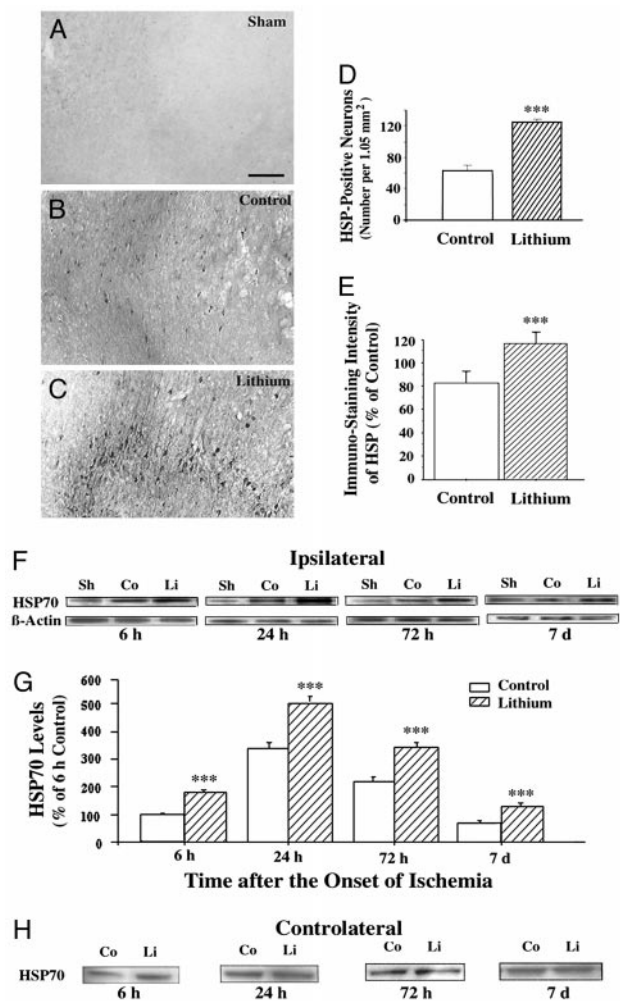 A
Sham
B
Control
C
Lithium
D
HSP-Positive Neurons
(Number per 1.05 mm²)
120
80
40
0
***
Control Lithium
E
Immuno-Staining Intensity
of HSP (% of Control)
120
100
80
60
40
20
0
***
Control Lithium
F
Ipsilateral
Sh Co Li Sh Co Li Sh Co Li Sh Co Li
HSP70
ß-Actin
6 h 24 h 72 h 7 d
G
HSP70 Levels
(% of 6 h Control)
600
500
400
300
200
100
0
*** *** *** ***
Control
Lithium
6 h 24 h 72 h 7 d
Time after the Onset of Ischemia
H
Controlateral
Co Li Co Li Co Li Co Li
HSP70
6 h 24 h 72 h 7 d